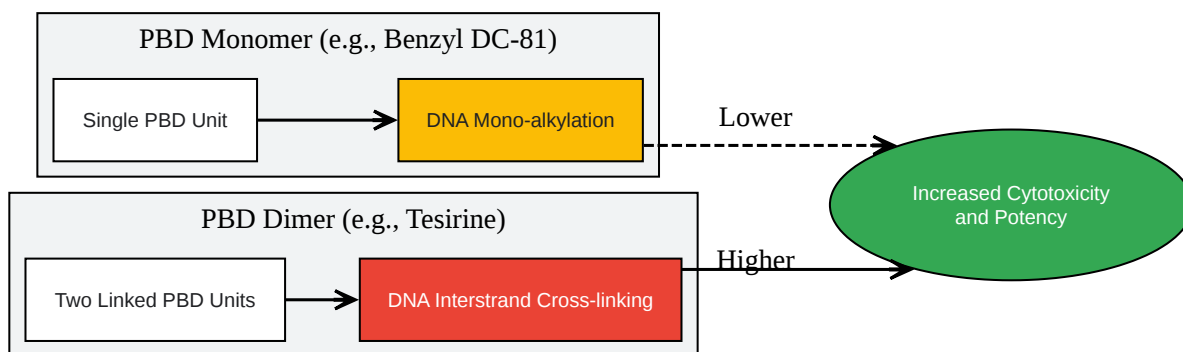 PBD Monomer (e.g., Benzyl DC-81)
Single PBD Unit
DNA Mono-alkylation
Lower
Increased Cytotoxicity
and Potency
PBD Dimer (e.g., Tesirine)
Two Linked PBD Units
DNA Interstrand Cross-linking
Higher